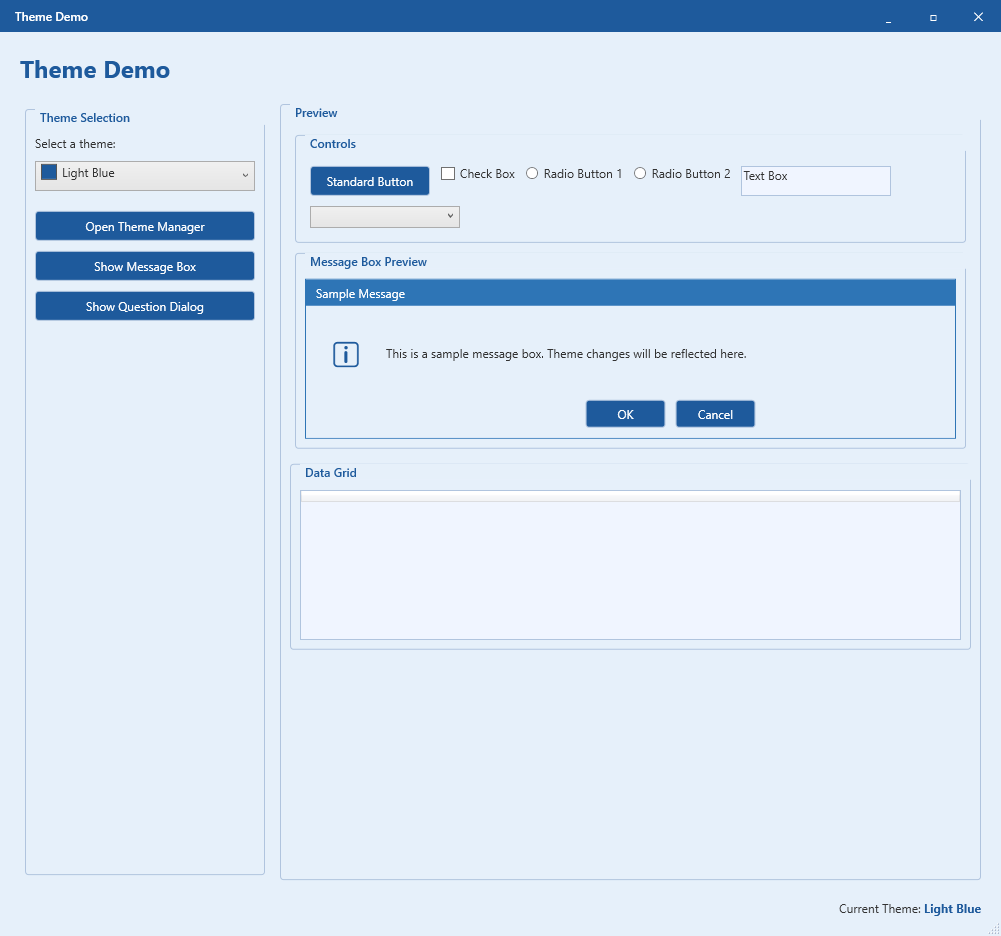 Theme Demo
Theme Demo
Theme Selection
Select a theme:
Light Blue
Open Theme Manager
Show Message Box
Show Question Dialog
Preview
Controls
Standard Button
Check Box
Radio Button 1
Radio Button 2
Text Box
Message Box Preview
Sample Message
This is a sample message box. Theme changes will be reflected here.
OK
Cancel
Data Grid
Current Theme: Light Blue